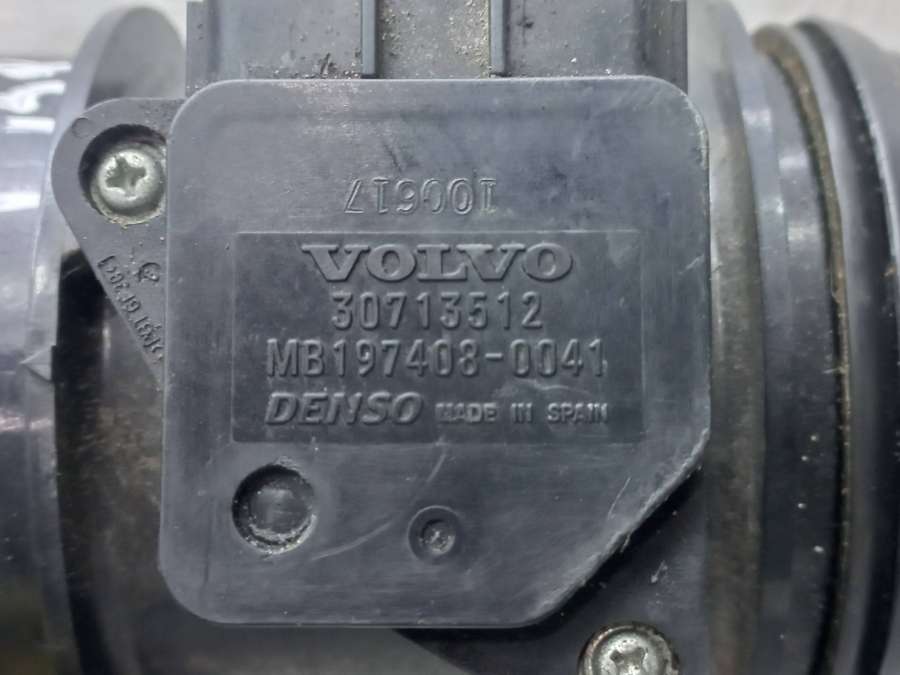 100617
VOLVO
30713512
MB197408-0041
DENSO MADE IN SPAIN